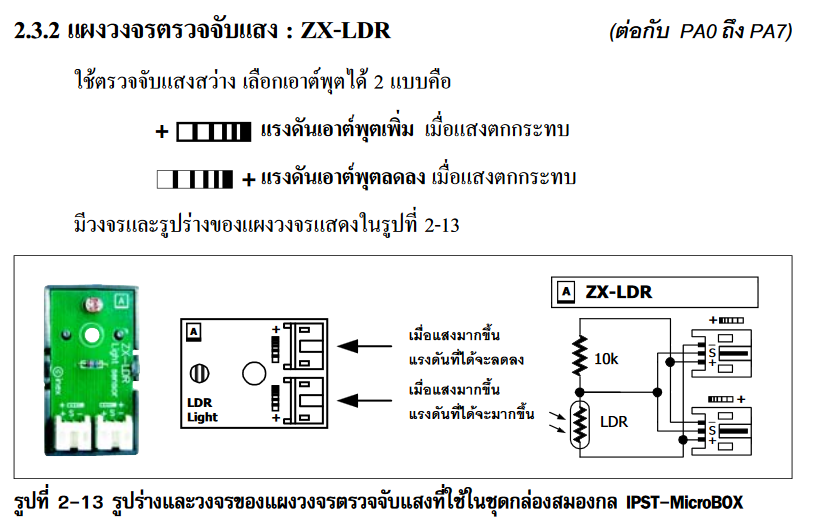 2.3.2 แผงวงจรตรวจจับแสง : ZX-LDR (ต่อกับ PA0 ถึง PA7)
ใช้ตรวจจับแสงสว่าง เลือกเอาต์พุตได้ 2 แบบคือ
+ แรงดันเอาต์พุตเพิ่ม เมื่อแสงตกกระทบ
+ แรงดันเอาต์พุตลดลง เมื่อแสงตกกระทบ
มีวงจรและรูปร่างของแผงวงจรแสดงในรูปที่ 2-13
A
ZX-LDR
Light sensor
inex
+ S -
+ S -
A
+
+
LDR
Light
เมื่อแสงมากขึ้น
แรงดันที่ได้จะลดลง
เมื่อแสงมากขึ้น
แรงดันที่ได้จะมากขึ้น
A ZX-LDR
10k
LDR
+
–
S
+
+
–
S
+
รูปที่ 2-13 รูปร่างและวงจรของแผงวงจรตรวจจับแสงที่ใช้ในชุดกล่องสมองกล IPST-MicroBOX